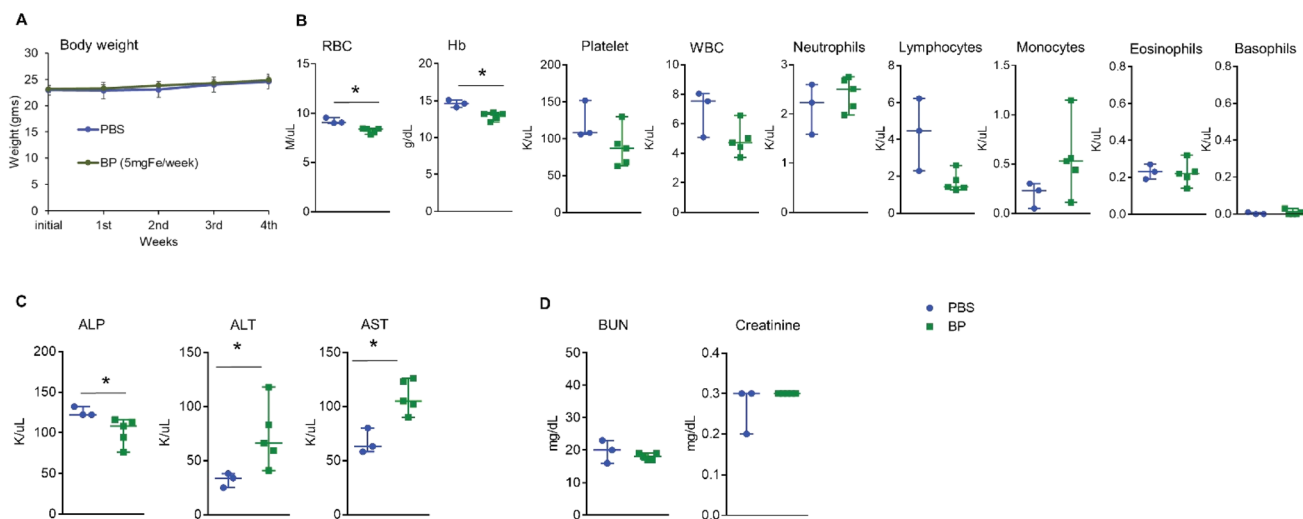 A
Body weight
30
25
20
15
10
5
0
Weight(gms)
PBS
BP (5mgFe/week)
initial 1st 2nd 3rd 4th
Weeks
B
RBC
*
15
10
5
0
M/uL
Hb
*
20
15
10
5
0
g/dL
Platelet
200
150
100
50
0
K/uL
WBC
10
8
6
4
2
0
K/uL
Neutrophils
3
2
1
0
K/uL
Lymphocytes
8
6
4
2
0
K/uL
Monocytes
1.5
1.0
0.5
0.0
K/uL
Eosinophils
0.8
0.6
0.4
0.2
0.0
K/uL
Basophils
0.8
0.6
0.4
0.2
0.0
K/uL
C
ALP
*
200
150
100
50
0
K/uL
ALT
*
150
100
50
0
K/uL
AST
*
150
100
50
0
K/uL
D
BUN
50
40
30
20
10
0
mg/dL
Creatinine
0.4
0.3
0.2
0.1
0.0
mg/dL
PBS
BP